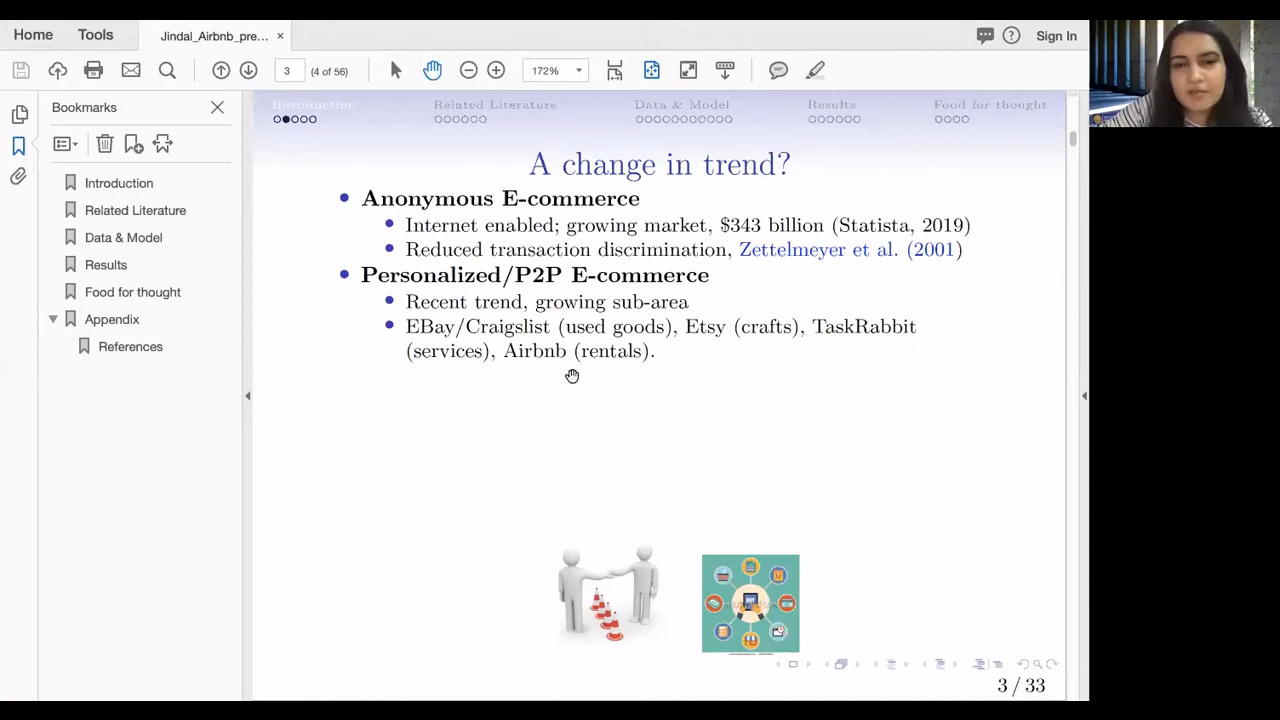 Home
Tools
Jindal_Airbnb_pre... ×
Sign In
3
(4 of 56)
172%
Bookmarks
Introduction
Related Literature
Data & Model
Results
Food for thought
Appendix
References
Introduction
Related Literature
Data & Model
Results
Food for thought
A change in trend?
• Anonymous E-commerce
• Internet enabled; growing market, $343 billion (Statista, 2019)
• Reduced transaction discrimination, Zettelmeyer et al. (2001)
• Personalized/P2P E-commerce
• Recent trend, growing sub-area
• EBay/Craigslist (used goods), Etsy (crafts), TaskRabbit
(services), Airbnb (rentals).
3 / 33